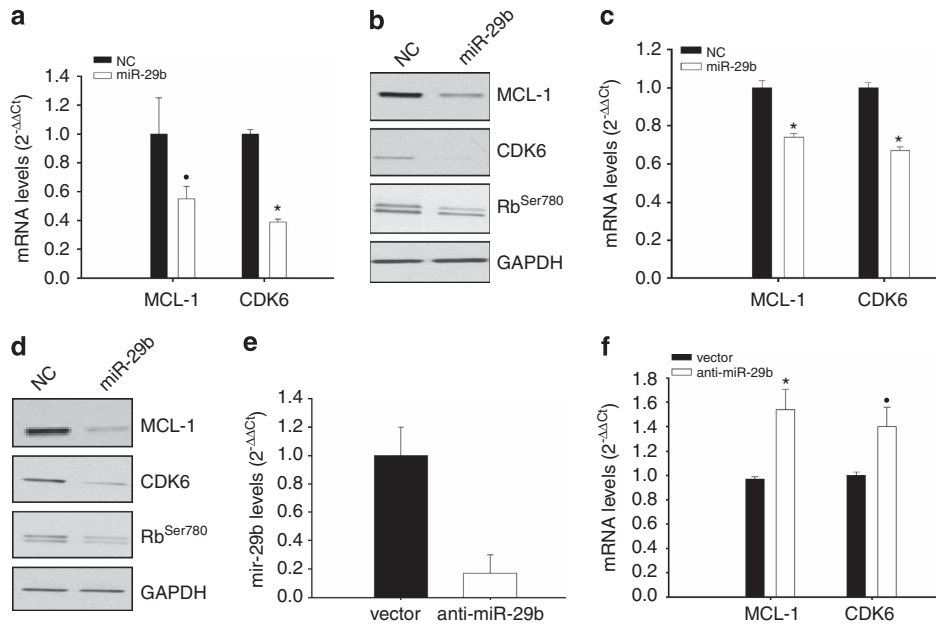 a
NC
miR-29b
mRNA levels (2-ΔΔCt)
1.4
1.2
1.0
0.8
0.6
0.4
0.2
0.0
•
*
MCL-1 CDK6
b
NC miR-29b
MCL-1
CDK6
RbSer780
GAPDH
c
NC
miR-29b
mRNA levels (2-ΔΔCt)
1.2
1.0
0.8
0.6
0.4
0.2
0.0
*
*
MCL-1 CDK6
d
NC miR-29b
MCL-1
CDK6
RbSer780
GAPDH
e
mir-29b levels (2-ΔΔCt)
1.4
1.2
1.0
0.8
0.6
0.4
0.2
0.0
vector anti-miR-29b
f
vector
anti-miR-29b
mRNA levels (2-ΔΔCt)
1.8
1.6
1.4
1.2
1.0
0.8
0.6
0.4
0.2
0.0
*
•
MCL-1 CDK6